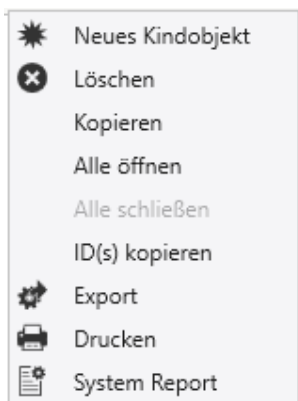 Neues Kindobjekt
Löschen
Kopieren
Alle öffnen
Alle schließen
ID(s) kopieren
Export
Drucken
System Report